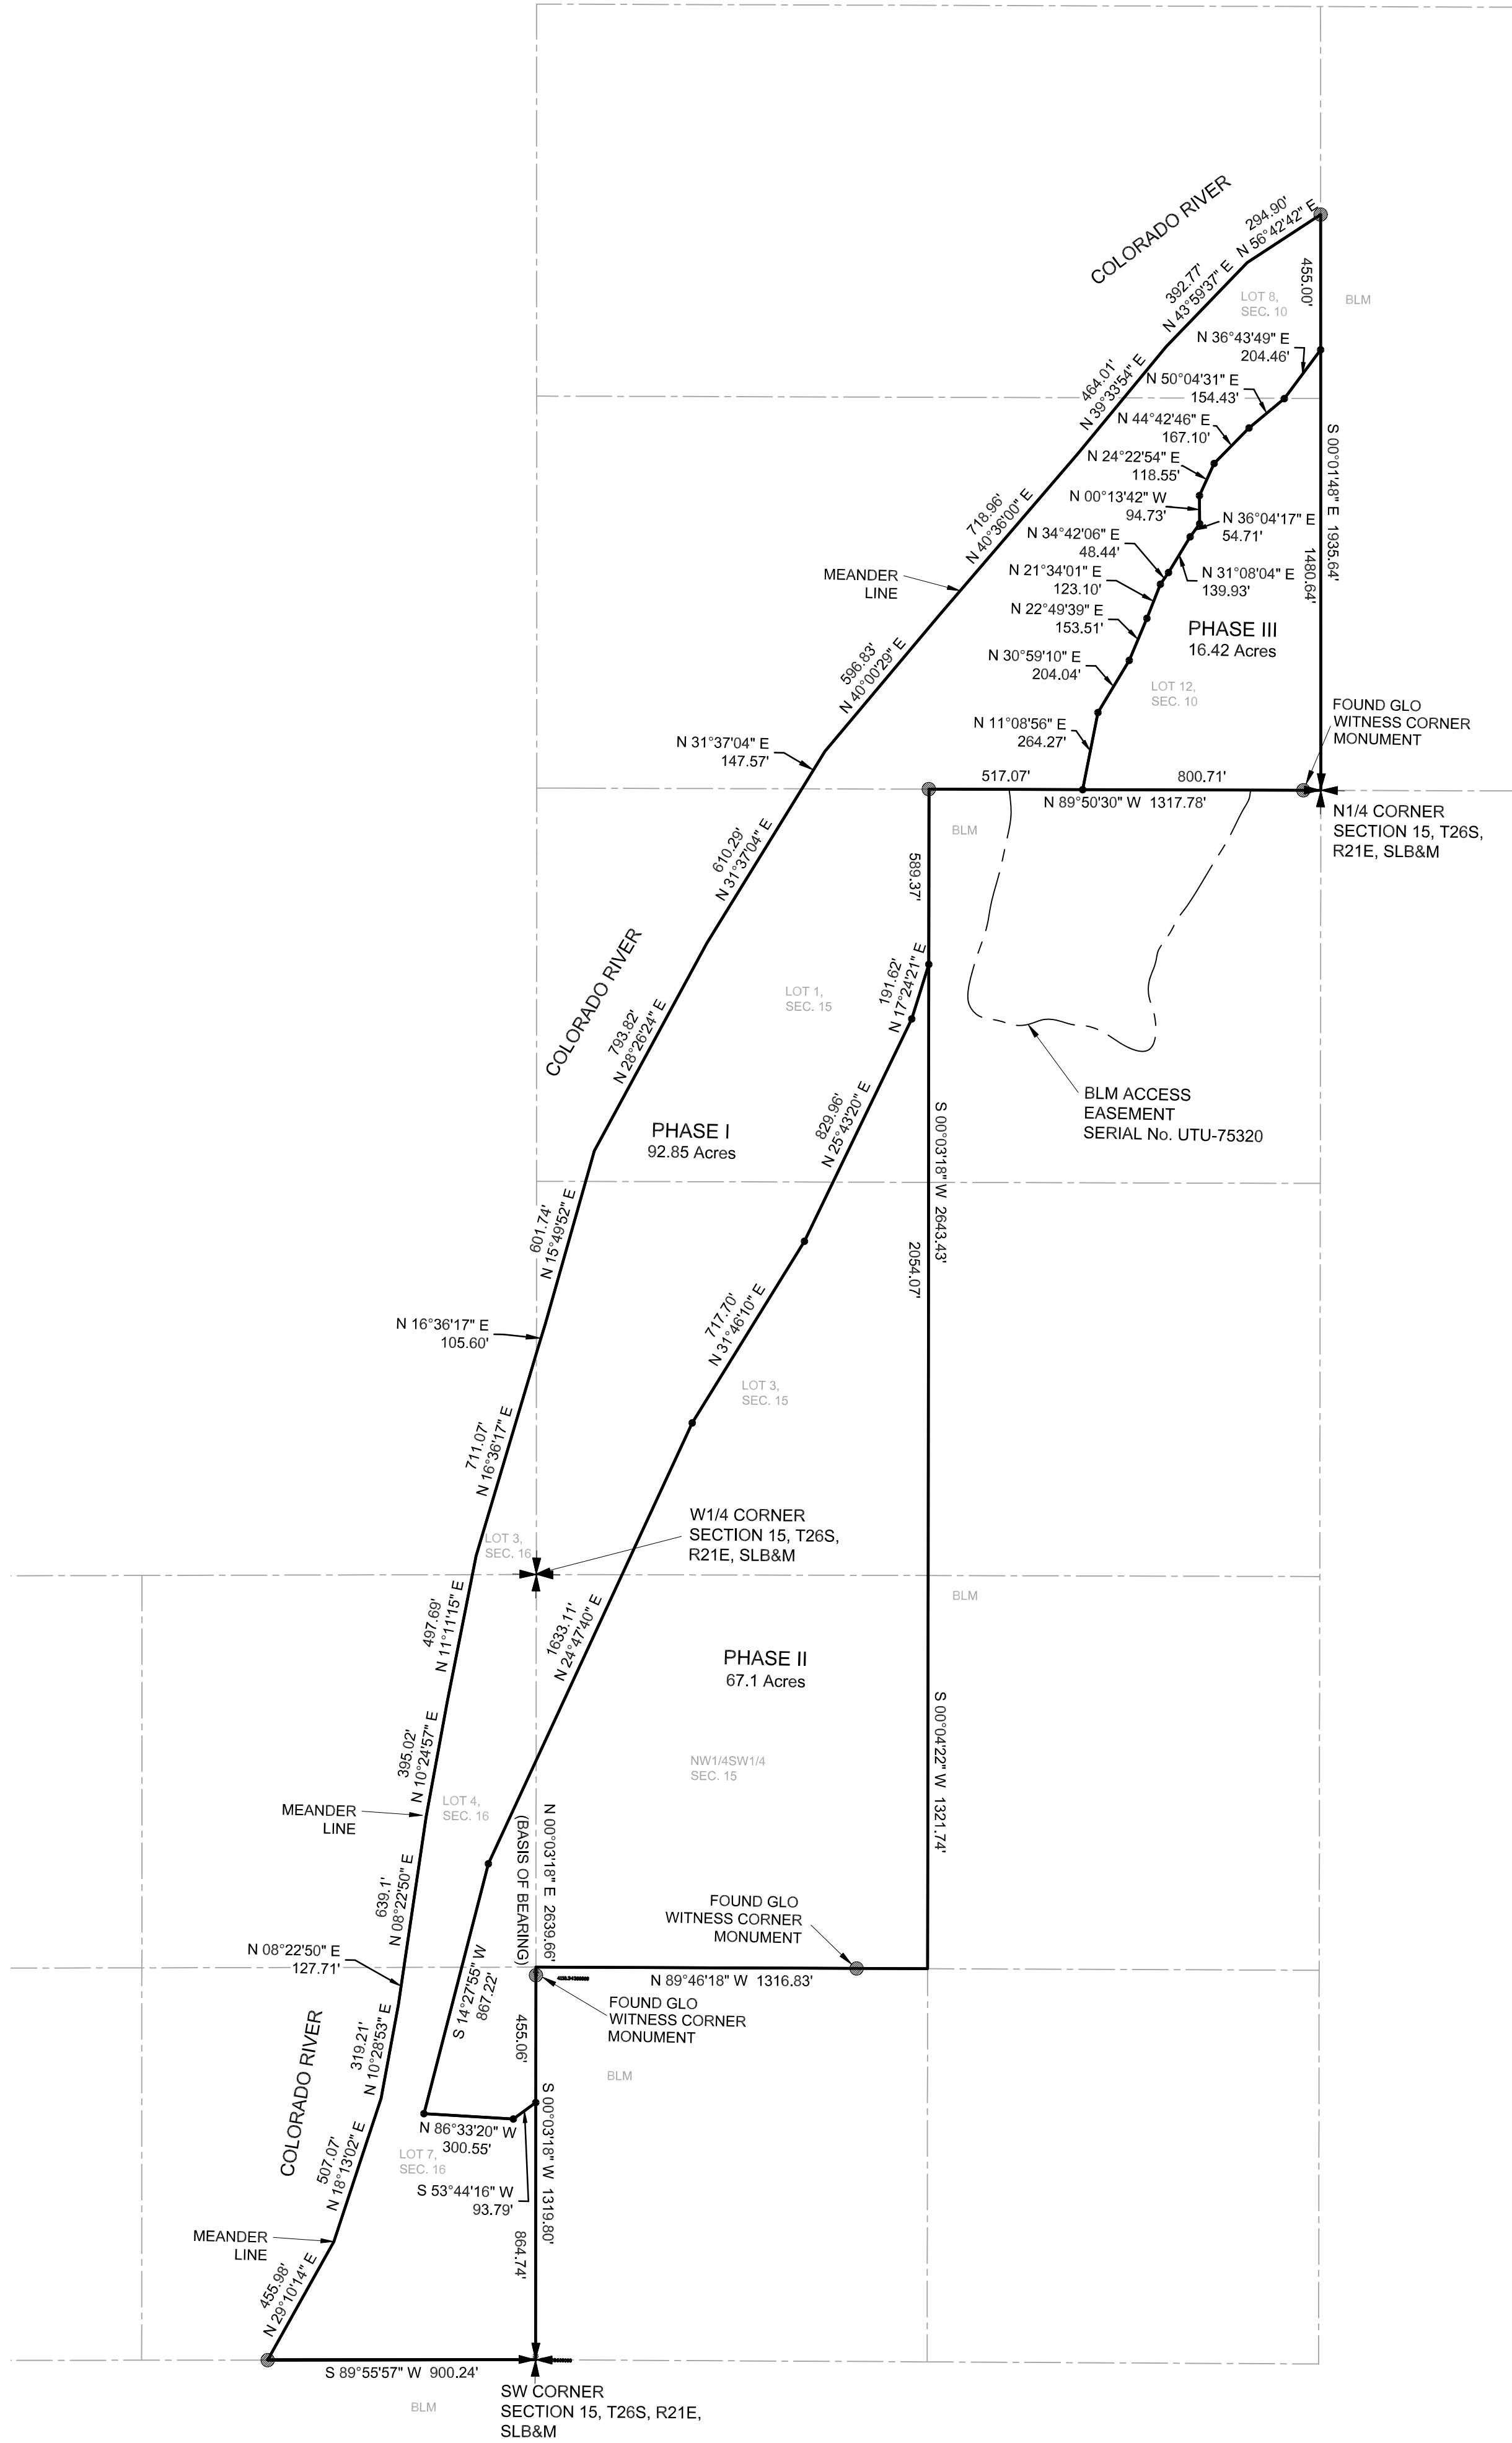 COLORADO RIVER
294.90'
N 56°42'42" E
455.00'
BLM
LOT 8,
SEC. 10
392.77'
N 43°59'37" E
N 36°43'49" E
204.46'
464.01'
N 39°33'54" E
N 50°04'31" E
154.43'
N 44°42'46" E
167.10'
S 00°01'48" E 1935.64'
N 24°22'54" E
118.55'
718.96'
N 40°36'00" E
N 00°13'42" W
94.73'
N 36°04'17" E
54.71'
N 34°42'06" E
48.44'
1480.64'
MEANDER
LINE
N 21°34'01" E
123.10'
N 31°08'04" E
139.93'
N 22°49'39" E
153.51'
PHASE III
16.42 Acres
596.83'
N 40°00'29" E
N 30°59'10" E
204.04'
LOT 12,
SEC. 10
FOUND GLO
WITNESS CORNER
MONUMENT
N 11°08'56" E
264.27'
N 31°37'04" E
147.57'
517.07'
800.71'
N 89°50'30" W 1317.78'
N1/4 CORNER
SECTION 15, T26S,
R21E, SLB&M
BLM
610.29'
N 31°37'04" E
589.37'
COLORADO RIVER
191.62'
N 17°24'21" E
LOT 1,
SEC. 15
793.82'
N 28°26'24" E
BLM ACCESS
EASEMENT
SERIAL No. UTU-75320
829.96'
N 25°43'20" E
PHASE I
92.85 Acres
S 00°03'18" W 2643.43'
601.74'
N 15°49'52" E
2054.07'
N 16°36'17" E
105.60'
717.70'
N 31°46'10" E
LOT 3,
SEC. 15
711.07'
N 16°36'17" E
W1/4 CORNER
SECTION 15, T26S,
R21E, SLB&M
LOT 3,
SEC. 16
BLM
497.69'
N 11°11'15" E
1633.11'
N 24°47'40" E
PHASE II
67.1 Acres
S 00°04'22" W 1321.74'
395.02'
N 10°24'57" E
NW1/4SW1/4
SEC. 15
MEANDER
LINE
LOT 4,
SEC. 16
N 00°03'18" E 2639.66'
(BASIS OF BEARING)
639.1'
N 08°22'50" E
FOUND GLO
WITNESS CORNER
MONUMENT
N 08°22'50" E
127.71'
S 14°27'55" W
867.22'
N 89°46'18" W 1316.83'
FOUND GLO
WITNESS CORNER
MONUMENT
455.06'
319.21'
N 10°28'53" E
COLORADO RIVER
BLM
S 00°03'18" W 1319.80'
N 86°33'20" W
300.55'
LOT 7,
SEC. 16
507.07'
N 18°13'02" E
S 53°44'16" W
93.79'
MEANDER
LINE
864.74'
455.98'
N 29°10'14" E
S 89°55'57" W 900.24'
SW CORNER
SECTION 15, T26S, R21E,
SLB&M
BLM